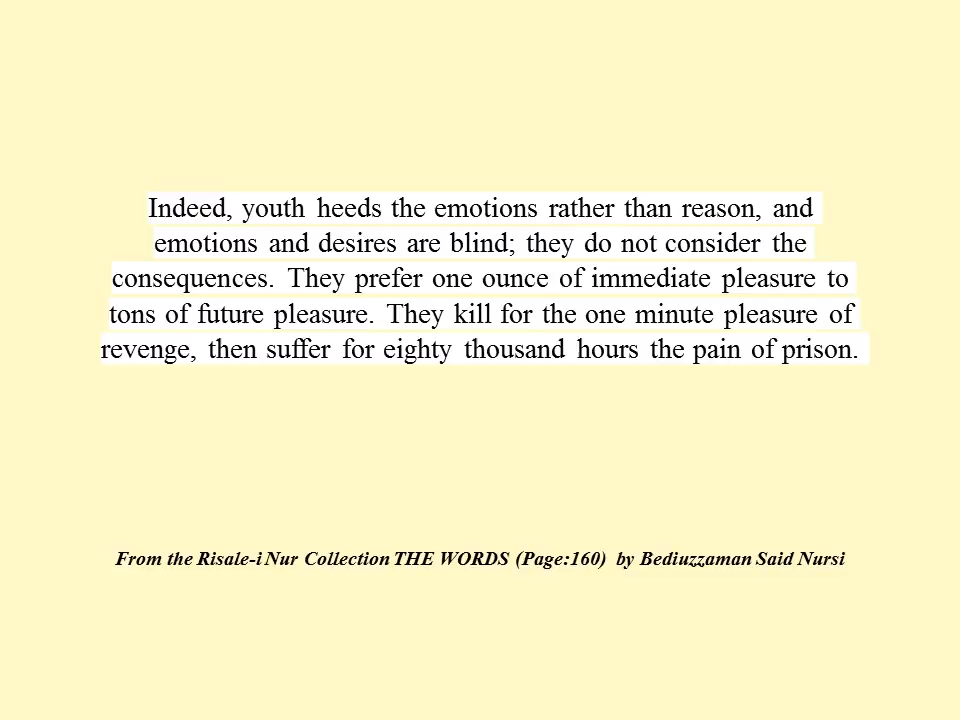 Indeed, youth heeds the emotions rather than reason, and
emotions and desires are blind; they do not consider the
consequences. They prefer one ounce of immediate pleasure to
tons of future pleasure. They kill for the one minute pleasure of
revenge, then suffer for eighty thousand hours the pain of prison.
From the Risale-i Nur Collection THE WORDS (Page:160) by Bediuzzaman Said Nursi